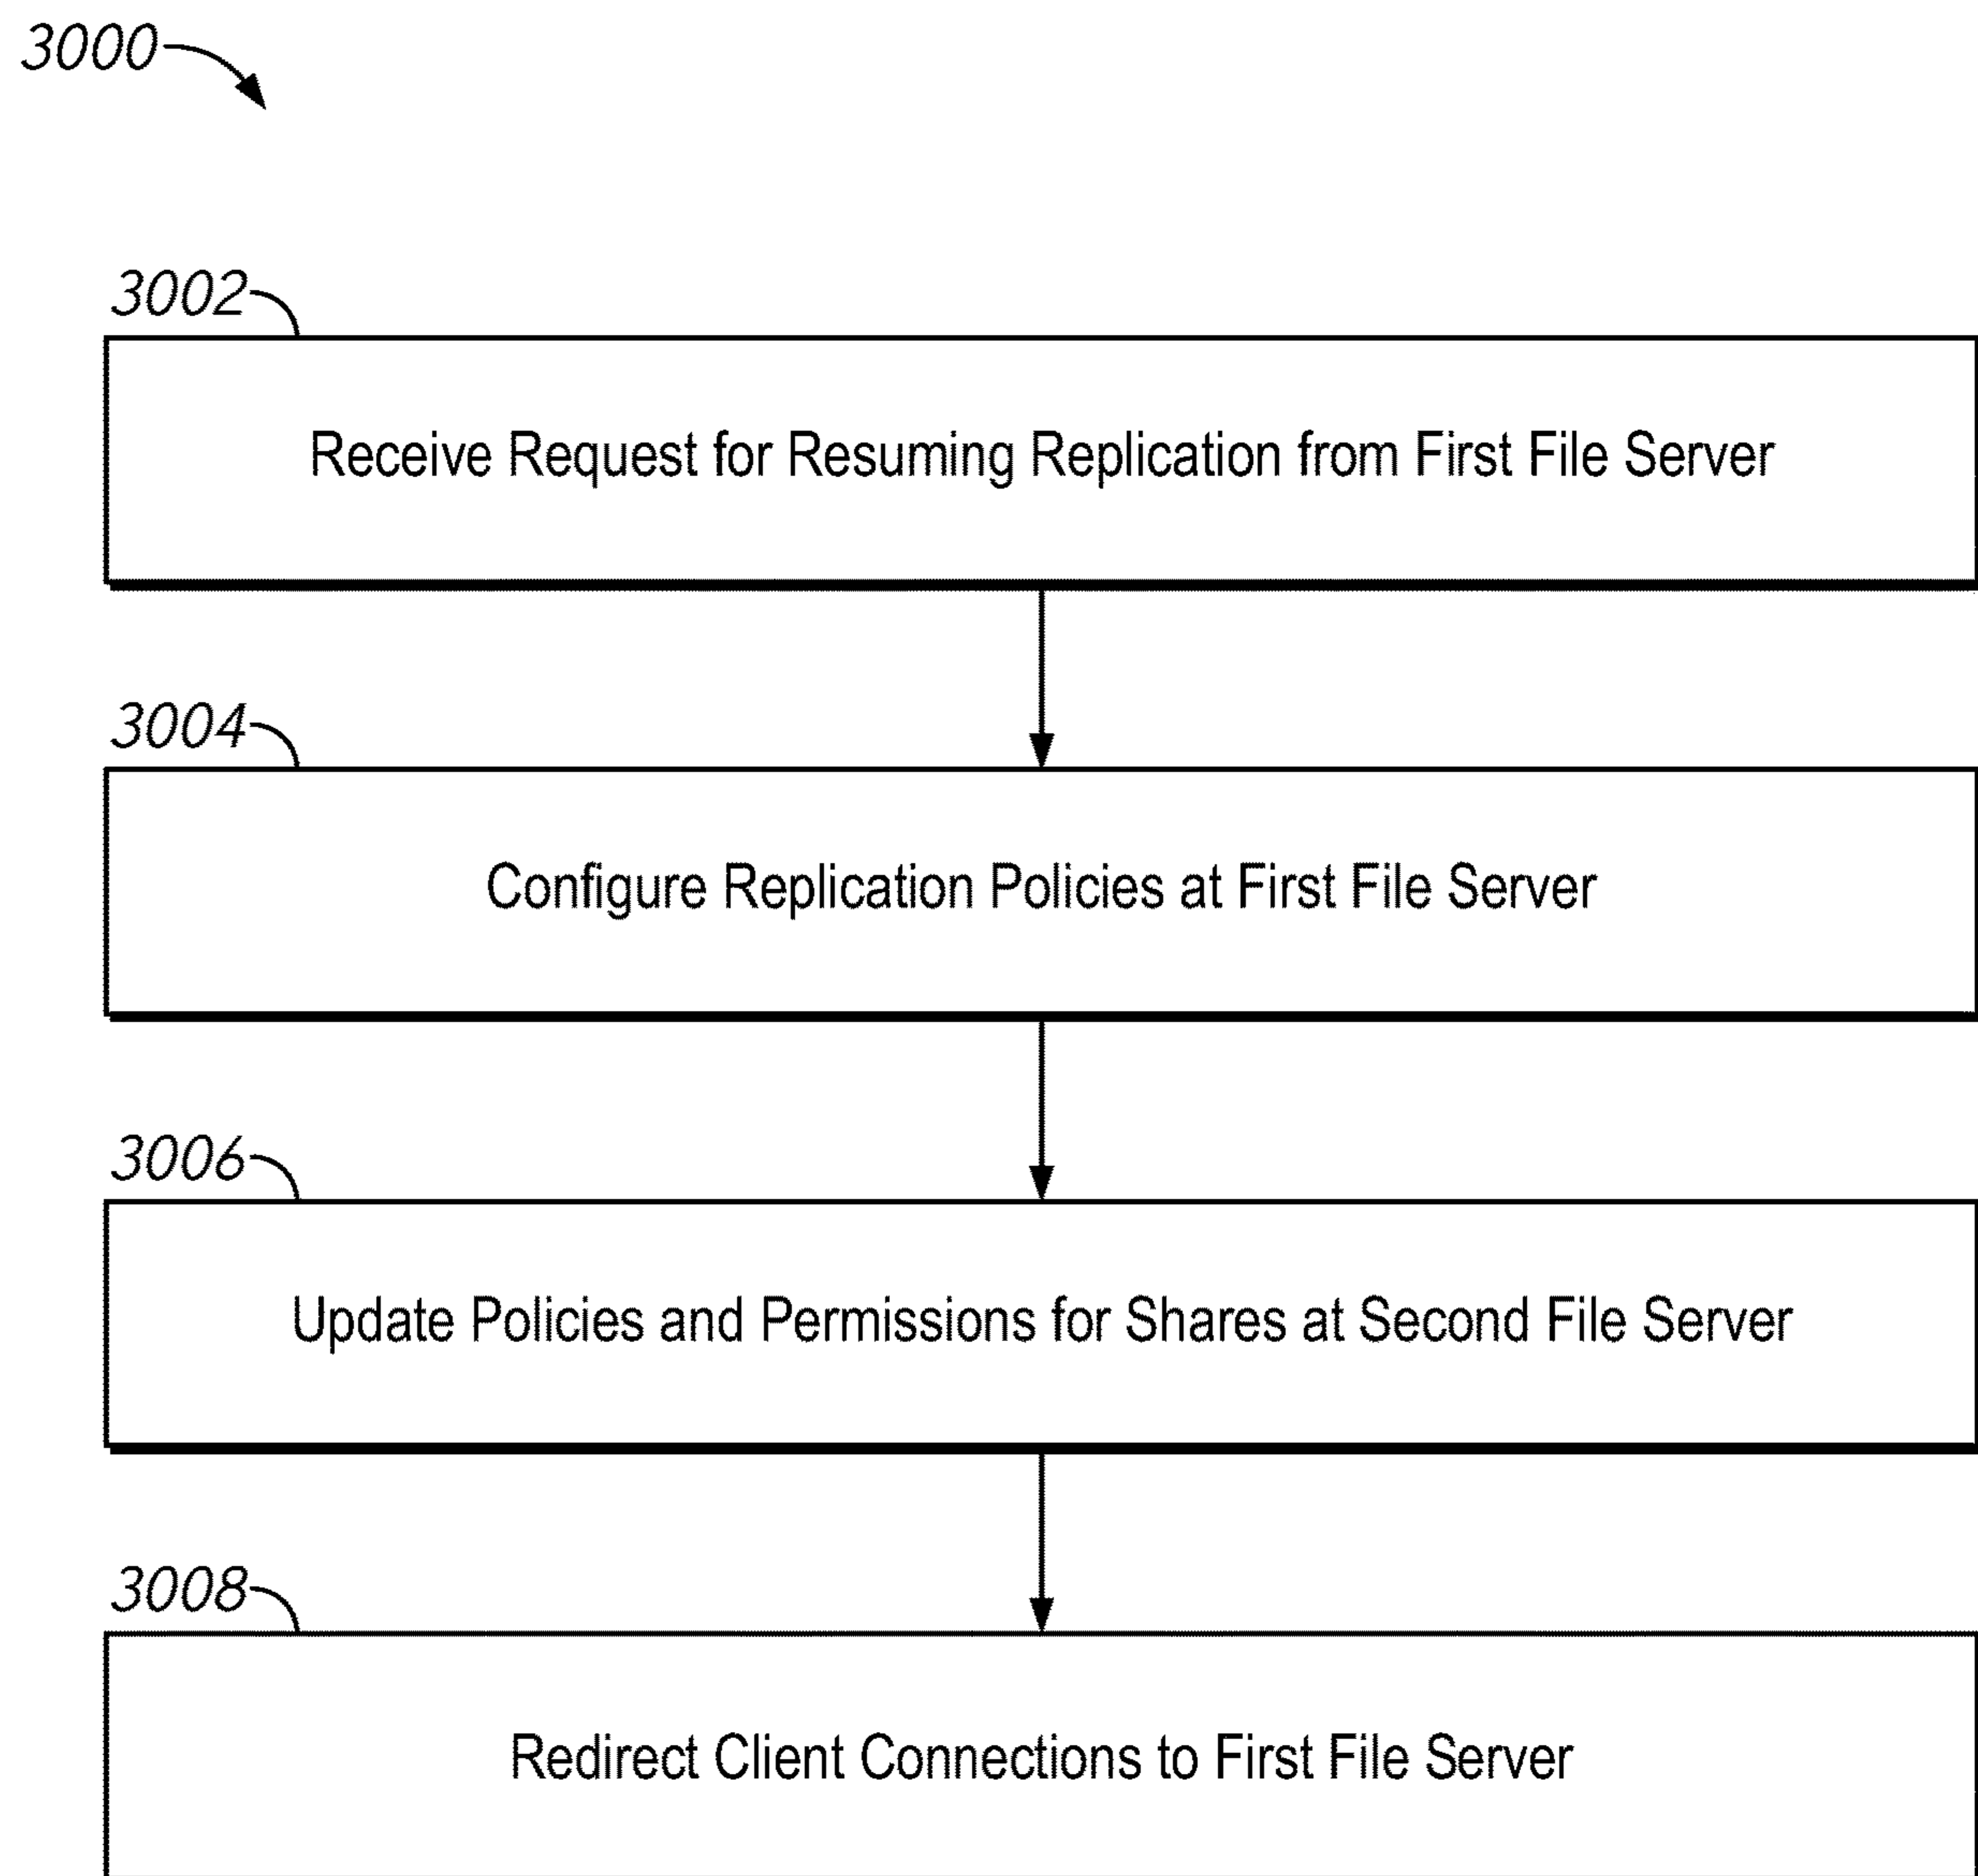 3000
3002
Receive Request for Resuming Replication from First File Server
3004
Configure Replication Policies at First File Server
3006
Update Policies and Permissions for Shares at Second File Server
3008
Redirect Client Connections to First File Server